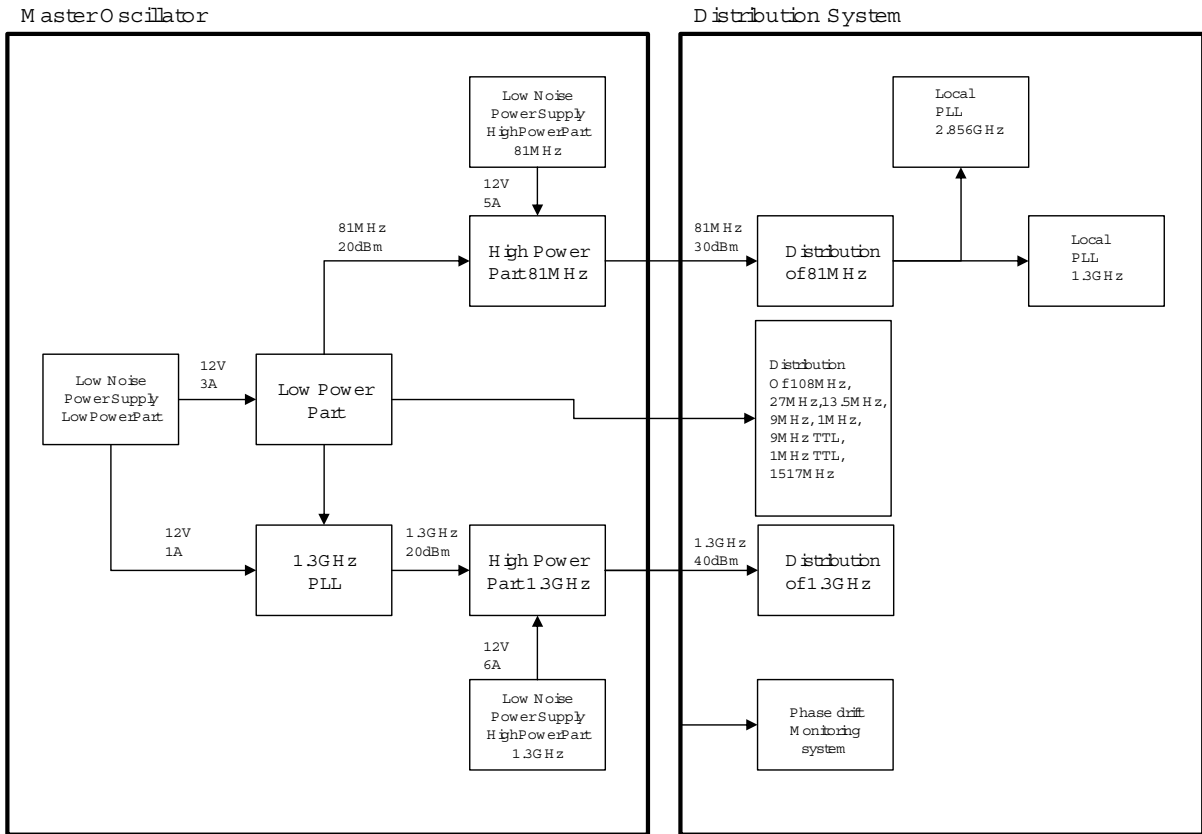 Master Oscillator
Distribution System
Low Noise
Power Supply
High Power Part
81MHz
Local
PLL
2.856GHz
12V
5A
81MHz
20dBm
High Power
Part 81MHz
81MHz
30dBm
Distribution
of 81MHz
Local
PLL
1.3GHz
Low Noise
Power Supply
Low Power Part
12V
3A
Low Power
Part
Distribution
Of 108MHz,
27MHz, 13.5MHz,
9MHz, 1MHz,
9MHz TTL,
1MHz TTL,
1517MHz
12V
1A
1.3GHz
PLL
1.3GHz
20dBm
High Power
Part 1.3GHz
1.3GHz
40dBm
Distribution
of 1.3GHz
12V
6A
Low Noise
Power Supply
High Power Part
1.3GHz
Phase drift
Monitoring
system